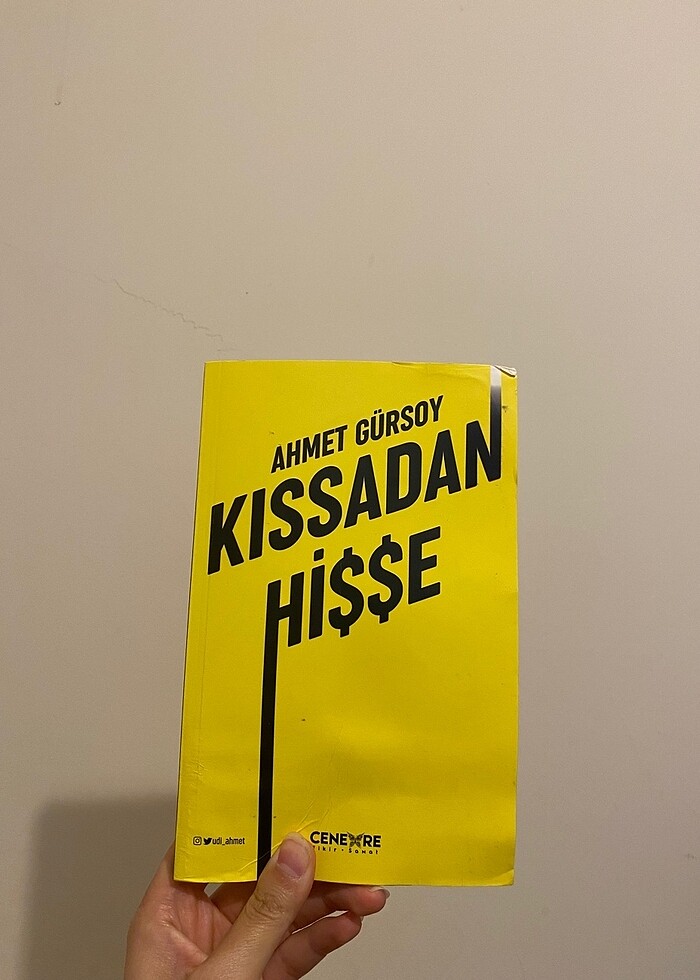 AHMET GÜRSOY
KISSADAN
Hİ$$E
udi_ahmet
CENEVRE
Fikir • Sanat